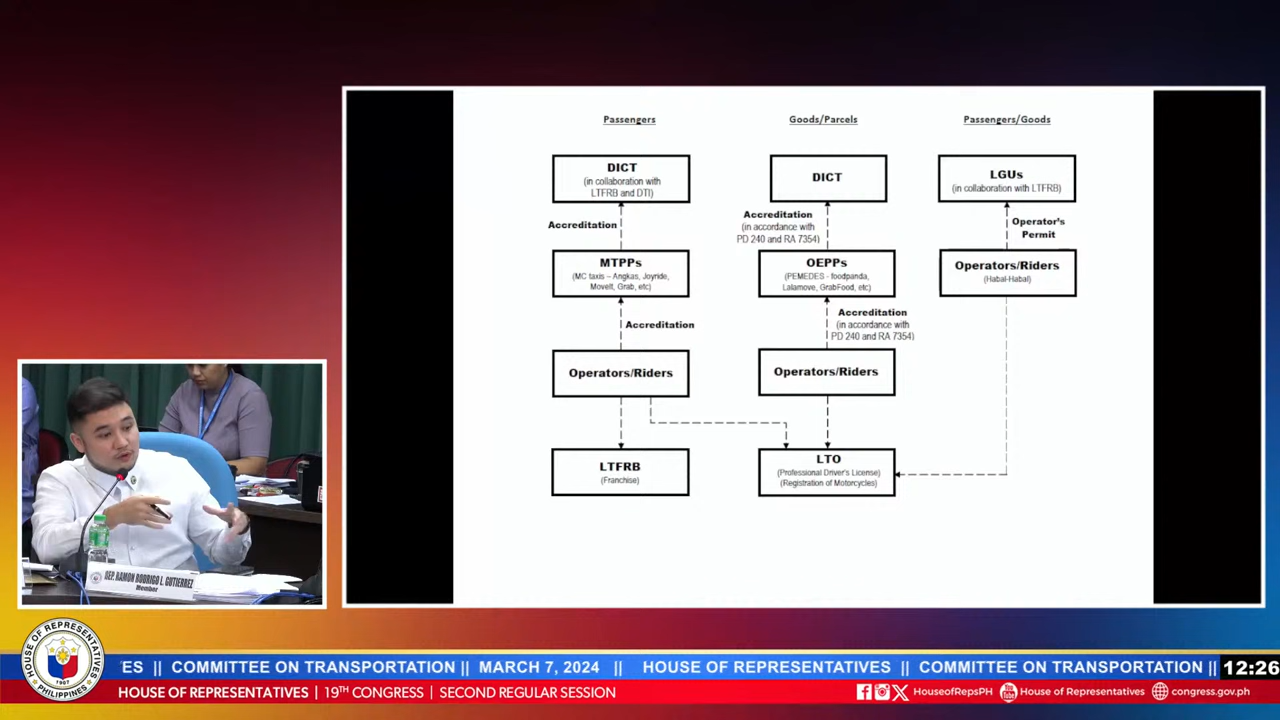 Passengers
Goods/Parcels
Passengers/Goods
DICT
(in collaboration with
LTFRB and DTI)
DICT
LGUs
(in collaboration with LTFRB)
Accreditation
Accreditation
(in accordance with
PD 240 and RA 7354)
Operator's
Permit
MTPPs
(MC taxis – Angkas, Joyride,
MoveIt, Grab, etc)
OEPPs
(PEMEDES - foodpanda,
Lalamove, GrabFood, etc)
Operators/Riders
(Habal-Habal)
Accreditation
Accreditation
(in accordance with
PD 240 and RA 7354)
Operators/Riders
Operators/Riders
LTFRB
(Franchise)
LTO
(Professional Driver's License)
(Registration of Motorcycles)
REP. RAMON RODRIGO L. GUTIERREZ
Member
HOUSE OF REPRESENTATIVES
1907
PHILIPPINES
ES || COMMITTEE ON TRANSPORTATION || MARCH 7, 2024 || HOUSE OF REPRESENTATIVES || COMMITTEE ON TRANSPORTATION ||
12:26
HOUSE OF REPRESENTATIVES | 19TH CONGRESS | SECOND REGULAR SESSION
HouseofRepsPH
House of Representatives
congress.gov.ph